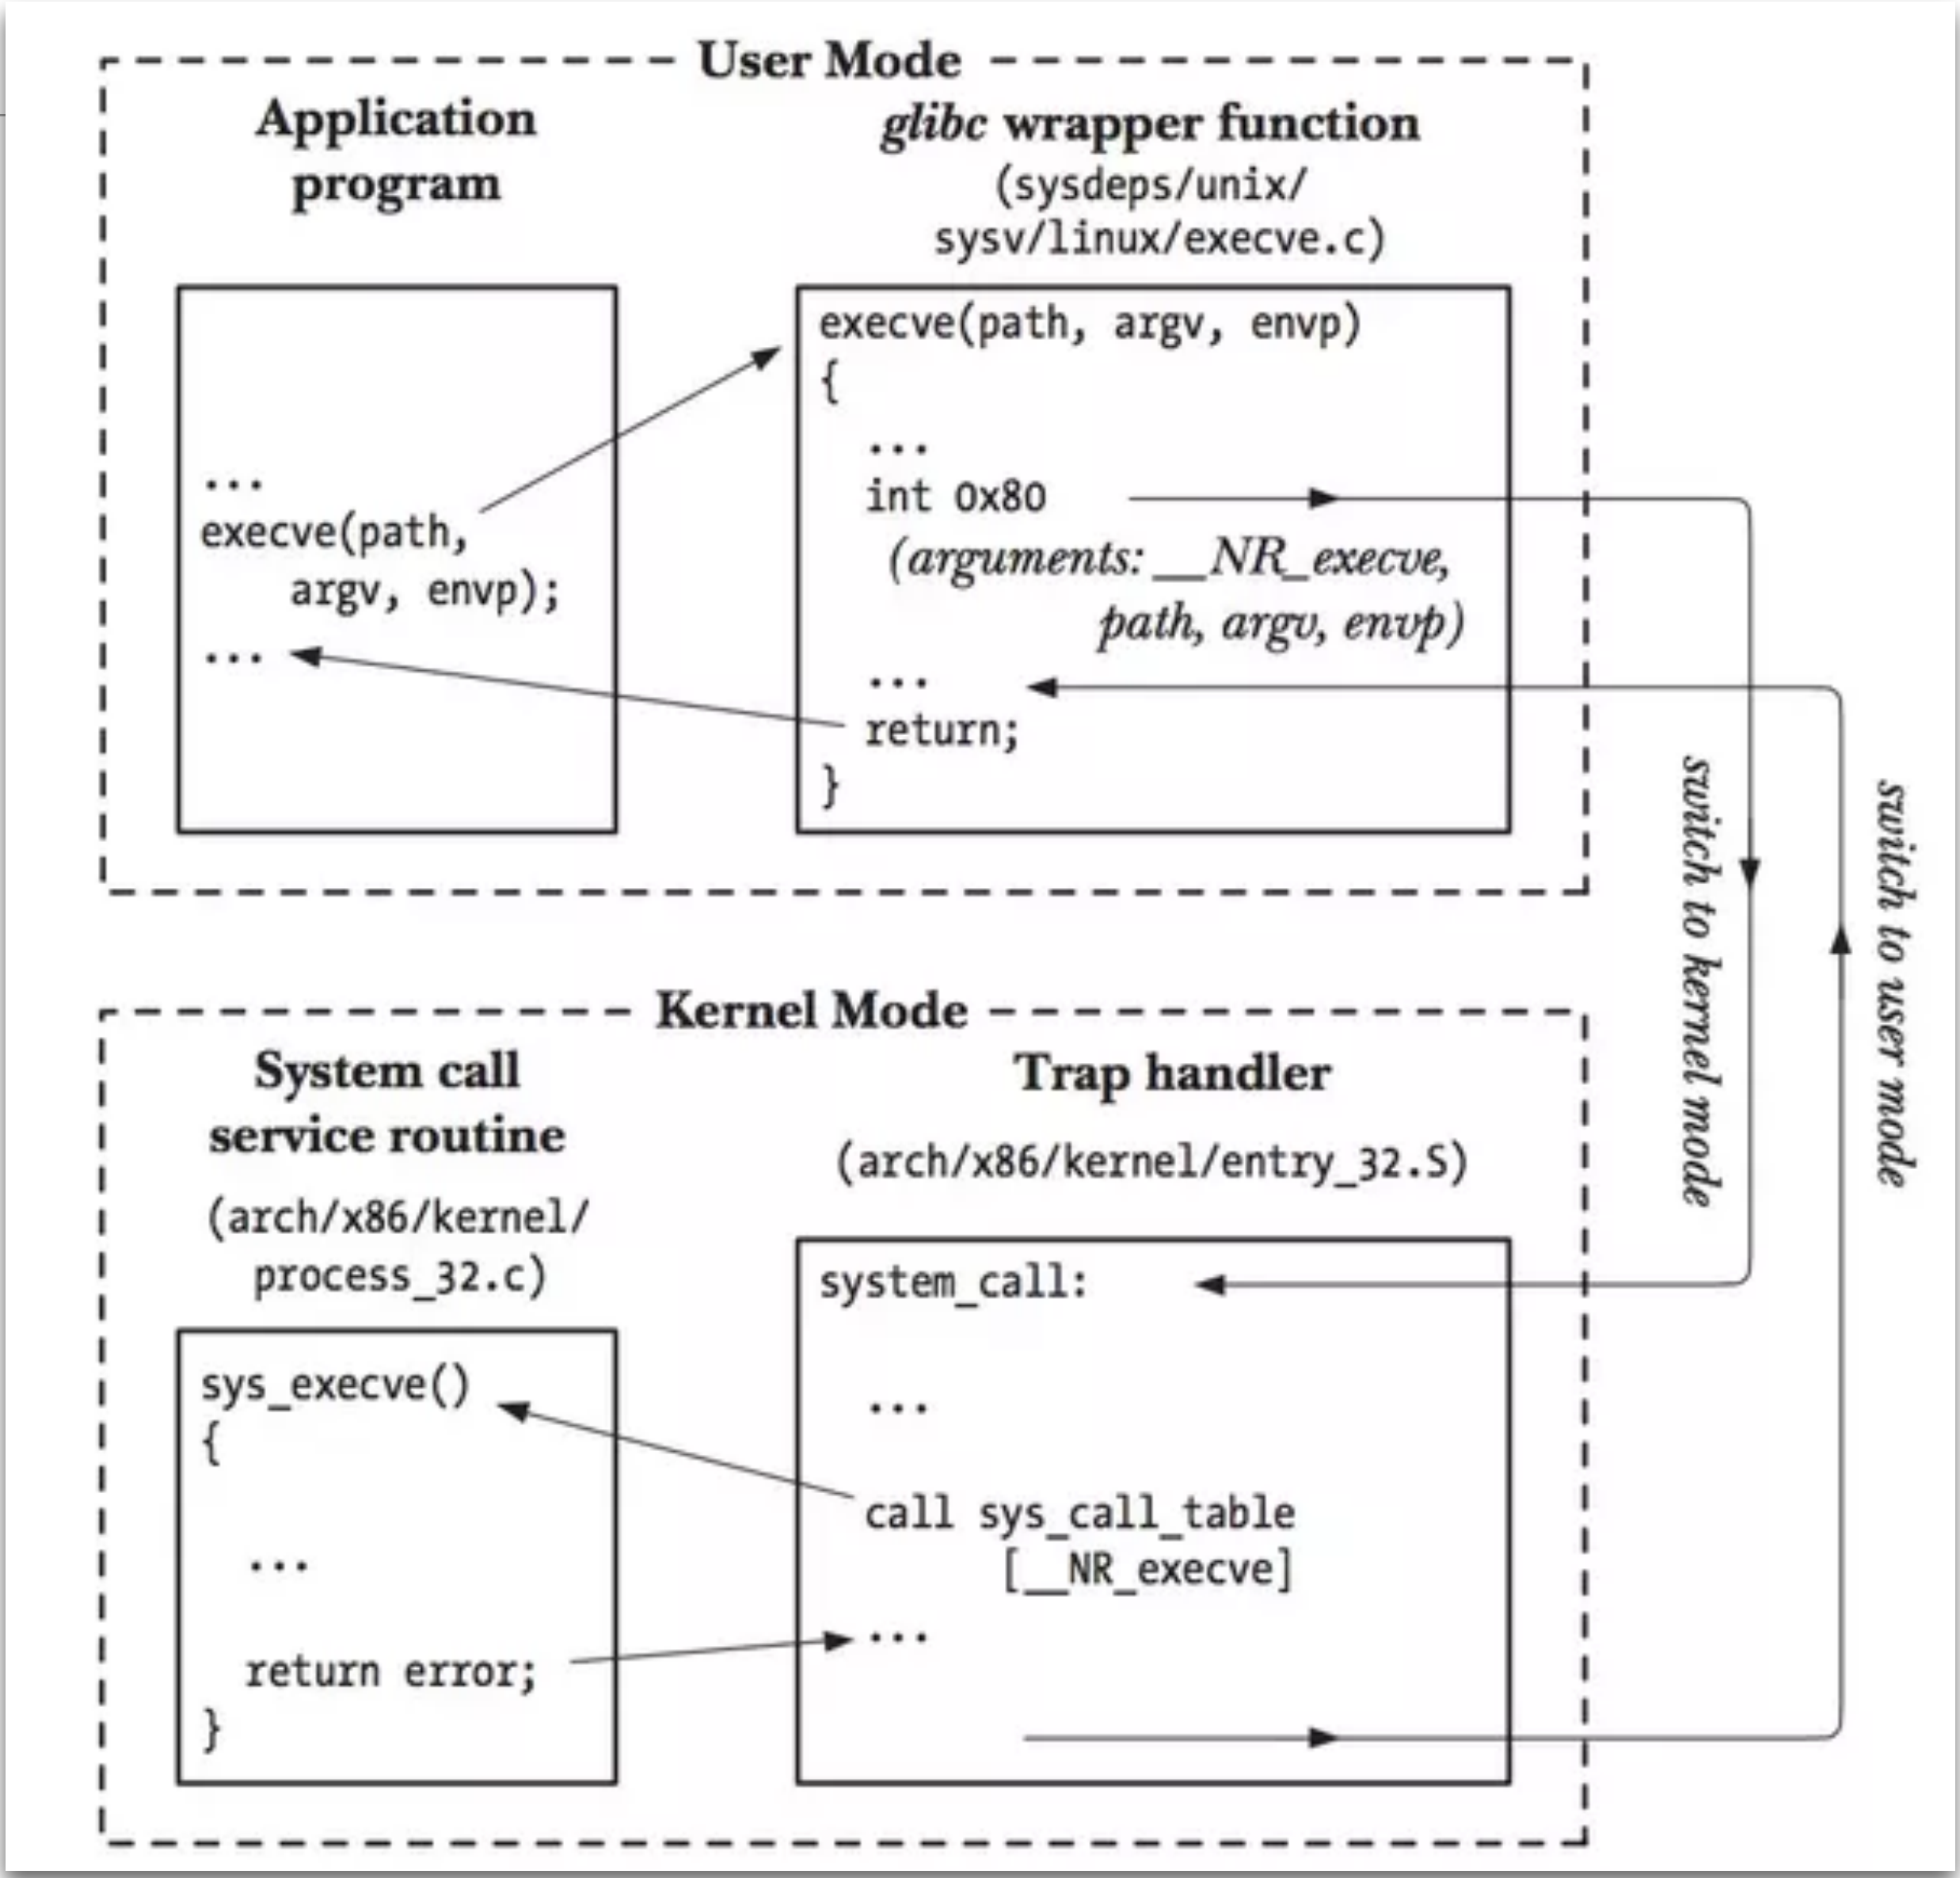 User Mode
Application
program
glibc wrapper function
(sysdeps/unix/
sysv/linux/execve.c)
...
execve(path,
argv, envp);
...
execve(path, argv, envp)
{
...
int 0x80
(arguments: __NR_execve,
path, argv, envp)
...
return;
}
switch to kernel mode
switch to user mode
Kernel Mode
System call
service routine
(arch/x86/kernel/
process_32.c)
Trap handler
(arch/x86/kernel/entry_32.S)
sys_execve()
{
...
return error;
}
system_call:
...
call sys_call_table
[__NR_execve]
...